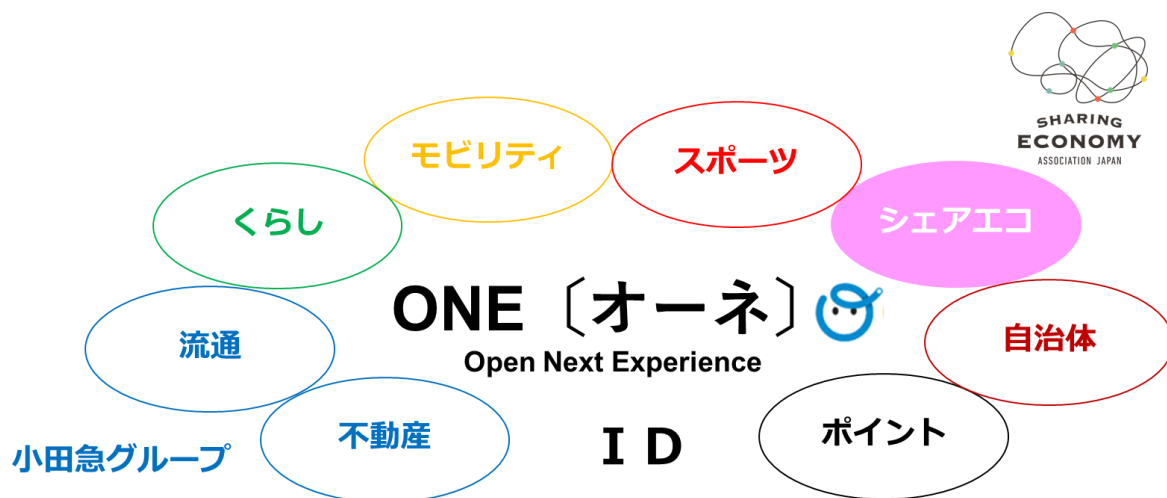 SHARING
ECONOMY
ASSOCIATION JAPAN
モビリティ
スポーツ
くらし
シェアエコ
ONE〔オーネ〕
Open Next Experience
流通
自治体
不動産
ポイント
ＩＤ
小田急グループ